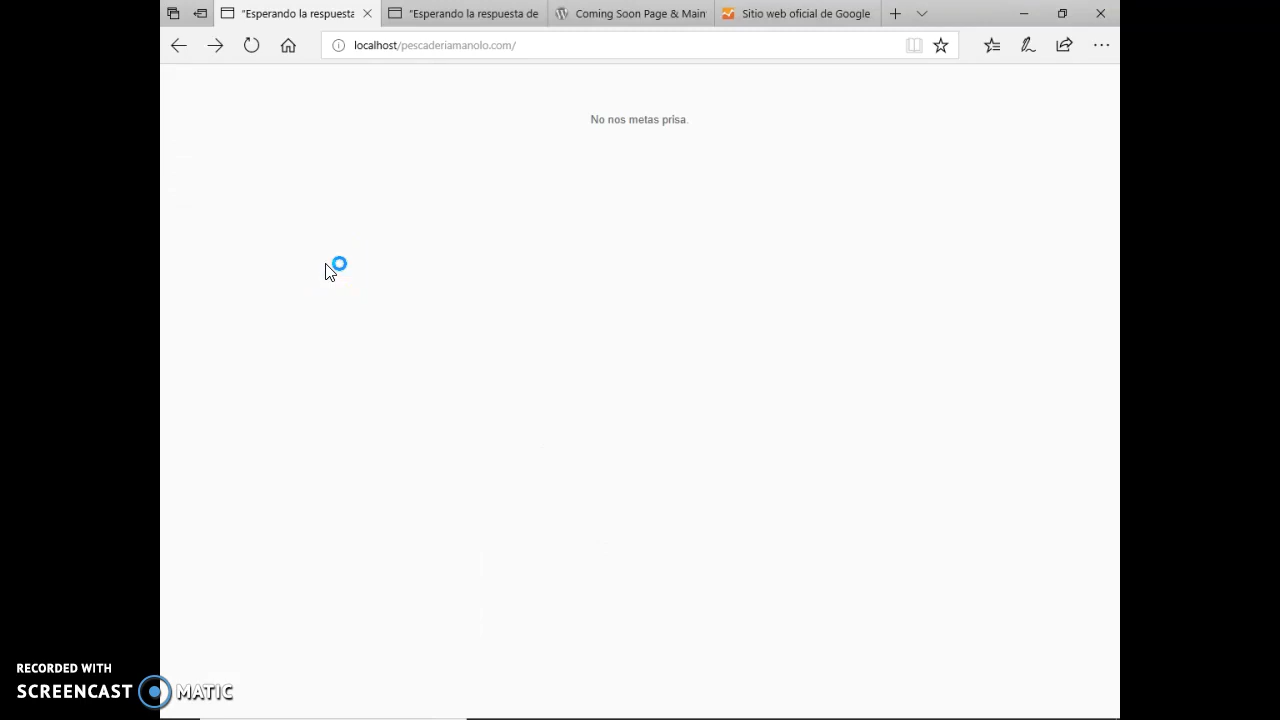 "Esperando la respuesta
"Esperando la respuesta de
Coming Soon Page & Main
Sitio web oficial de Google
localhost/pescaderiamanolo.com/
No nos metas prisa.
RECORDED WITH
SCREENCAST MATIC